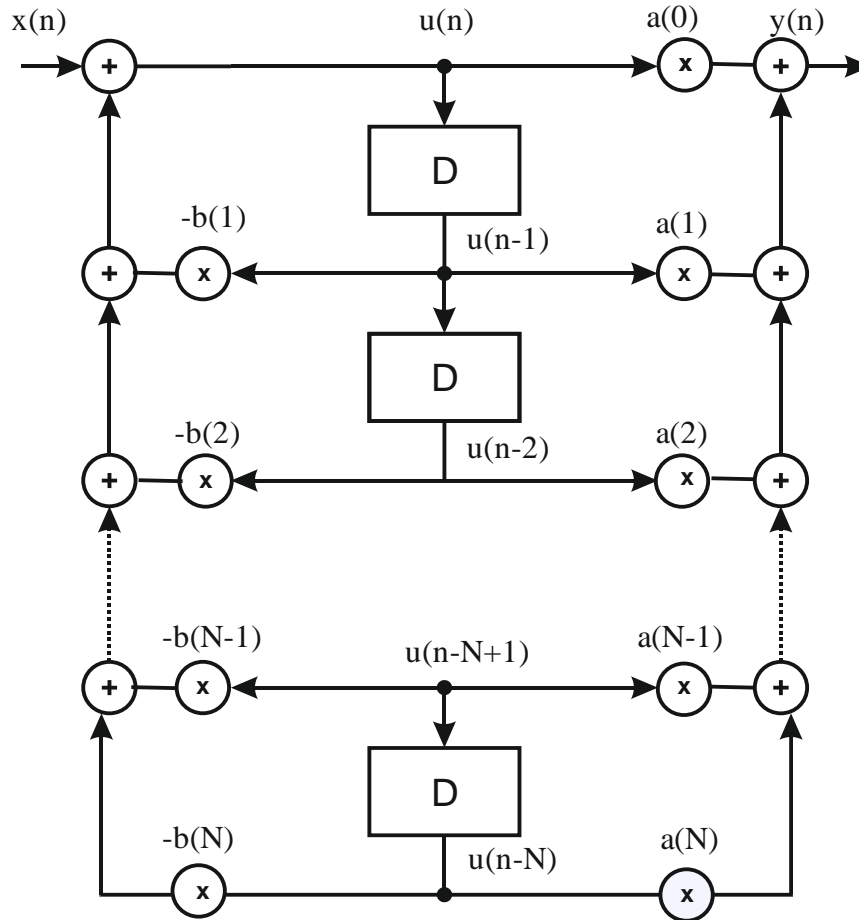 x(n) u(n) a(0) y(n)
+ x +
D
-b(1) u(n-1) a(1)
+ x x +
D
-b(2) u(n-2) a(2)
+ x x +
-b(N-1) u(n-N+1) a(N-1)
+ x x +
D
-b(N) u(n-N) a(N)
x x